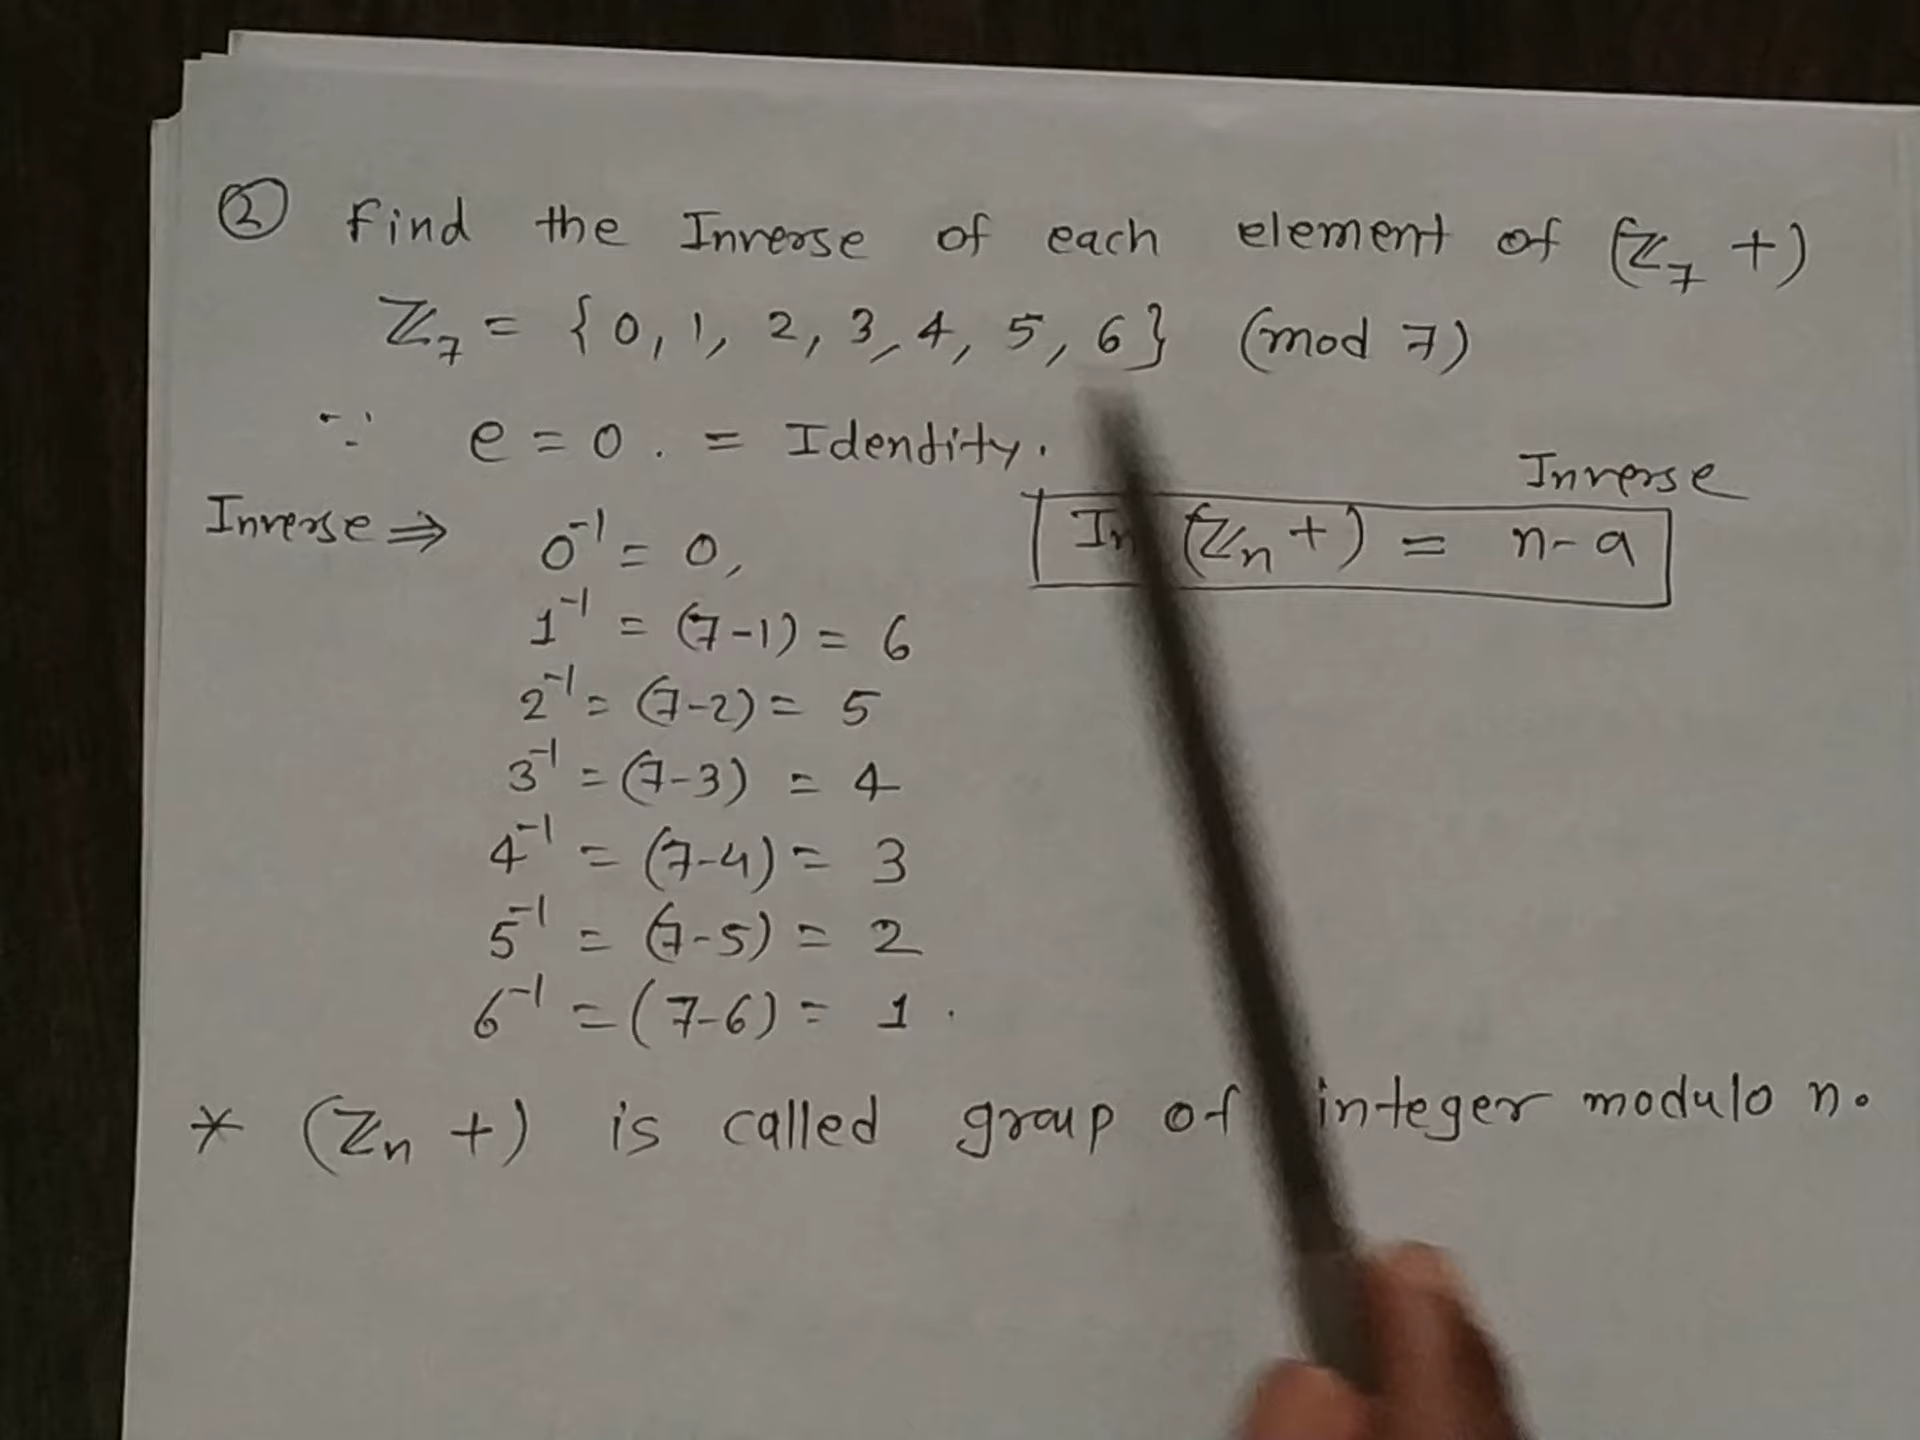 ② Find the Inverse of each element of (Z₇ +)
Z₇ = {0, 1, 2, 3, 4, 5, 6} (mod 7)
∵ e = 0 . = Identity.
Inverse
Inverse ⇒ 0⁻¹ = 0,
In (Zₙ +) = n-a
1⁻¹ = (7-1) = 6
2⁻¹ = (7-2) = 5
3⁻¹ = (7-3) = 4
4⁻¹ = (7-4) = 3
5⁻¹ = (7-5) = 2
6⁻¹ = (7-6) = 1 .
* (Zₙ +) is called group of integer modulo n.